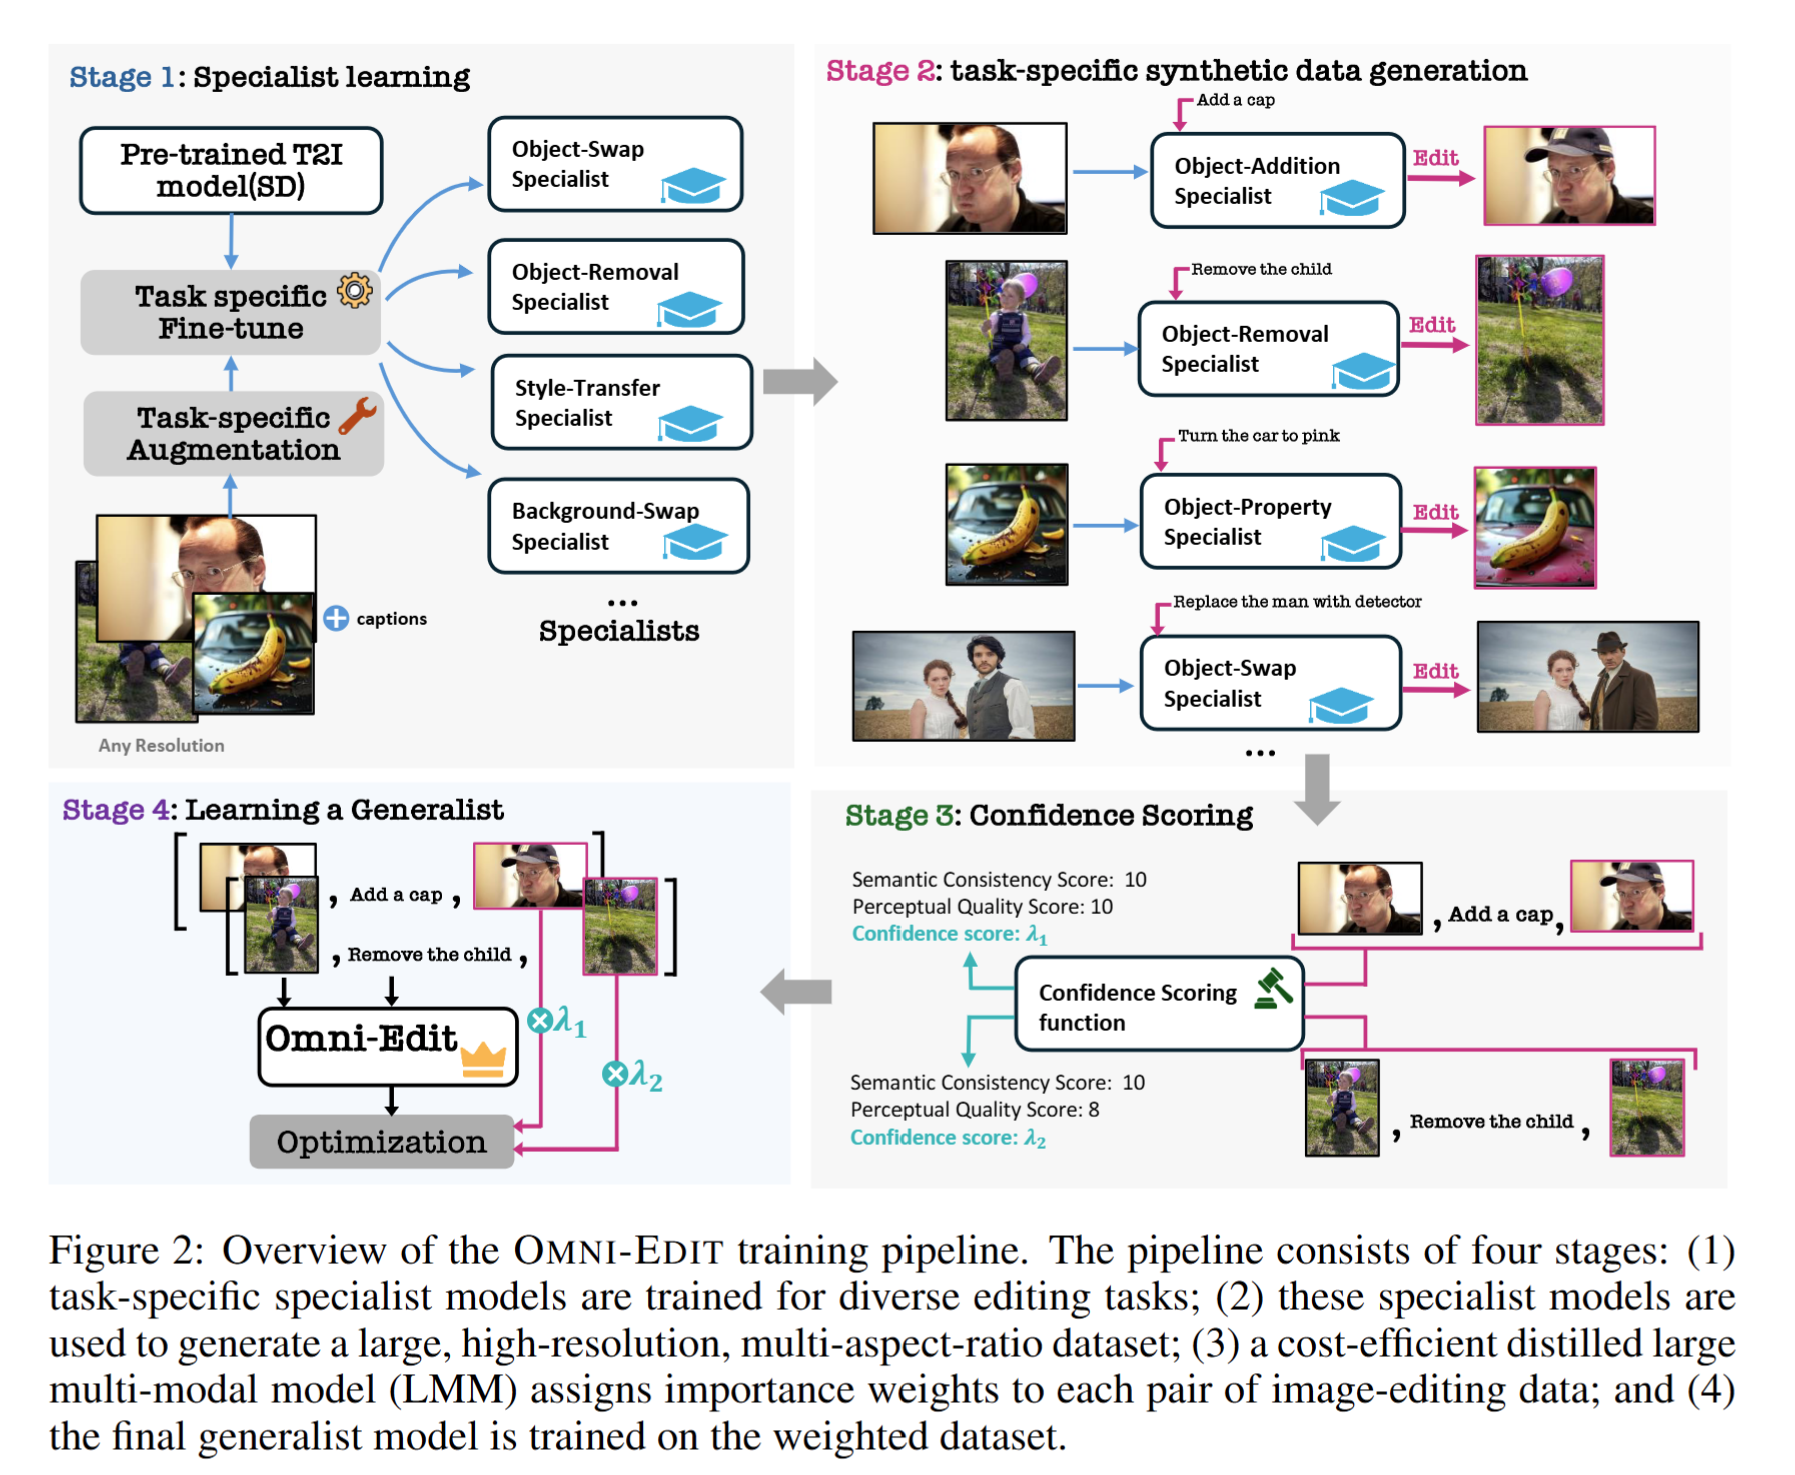 Stage 1: Specialist learning
Pre-trained T2I
model(SD)
Task specific
Fine-tune
Task-specific
Augmentation
captions
Any Resolution
Object-Swap
Specialist
Object-Removal
Specialist
Style-Transfer
Specialist
Background-Swap
Specialist
...
Specialists
Stage 2: task-specific synthetic data generation
Add a cap
Object-Addition
Specialist
Edit
Remove the child
Object-Removal
Specialist
Edit
Turn the car to pink
Object-Property
Specialist
Edit
Replace the man with detector
Object-Swap
Specialist
Edit
...
Stage 3: Confidence Scoring
Semantic Consistency Score: 10
Perceptual Quality Score: 10
Confidence score: λ1
Confidence Scoring
function
Semantic Consistency Score: 10
Perceptual Quality Score: 8
Confidence score: λ2
, Add a cap,
, Remove the child ,
Stage 4: Learning a Generalist
[ , Add a cap , ]
[ , Remove the child , ]
Omni-Edit
λ1
λ2
Optimization
Figure 2: Overview of the OMNI-EDIT training pipeline. The pipeline consists of four stages: (1)
task-specific specialist models are trained for diverse editing tasks; (2) these specialist models are
used to generate a large, high-resolution, multi-aspect-ratio dataset; (3) a cost-efficient distilled large
multi-modal model (LMM) assigns importance weights to each pair of image-editing data; and (4)
the final generalist model is trained on the weighted dataset.